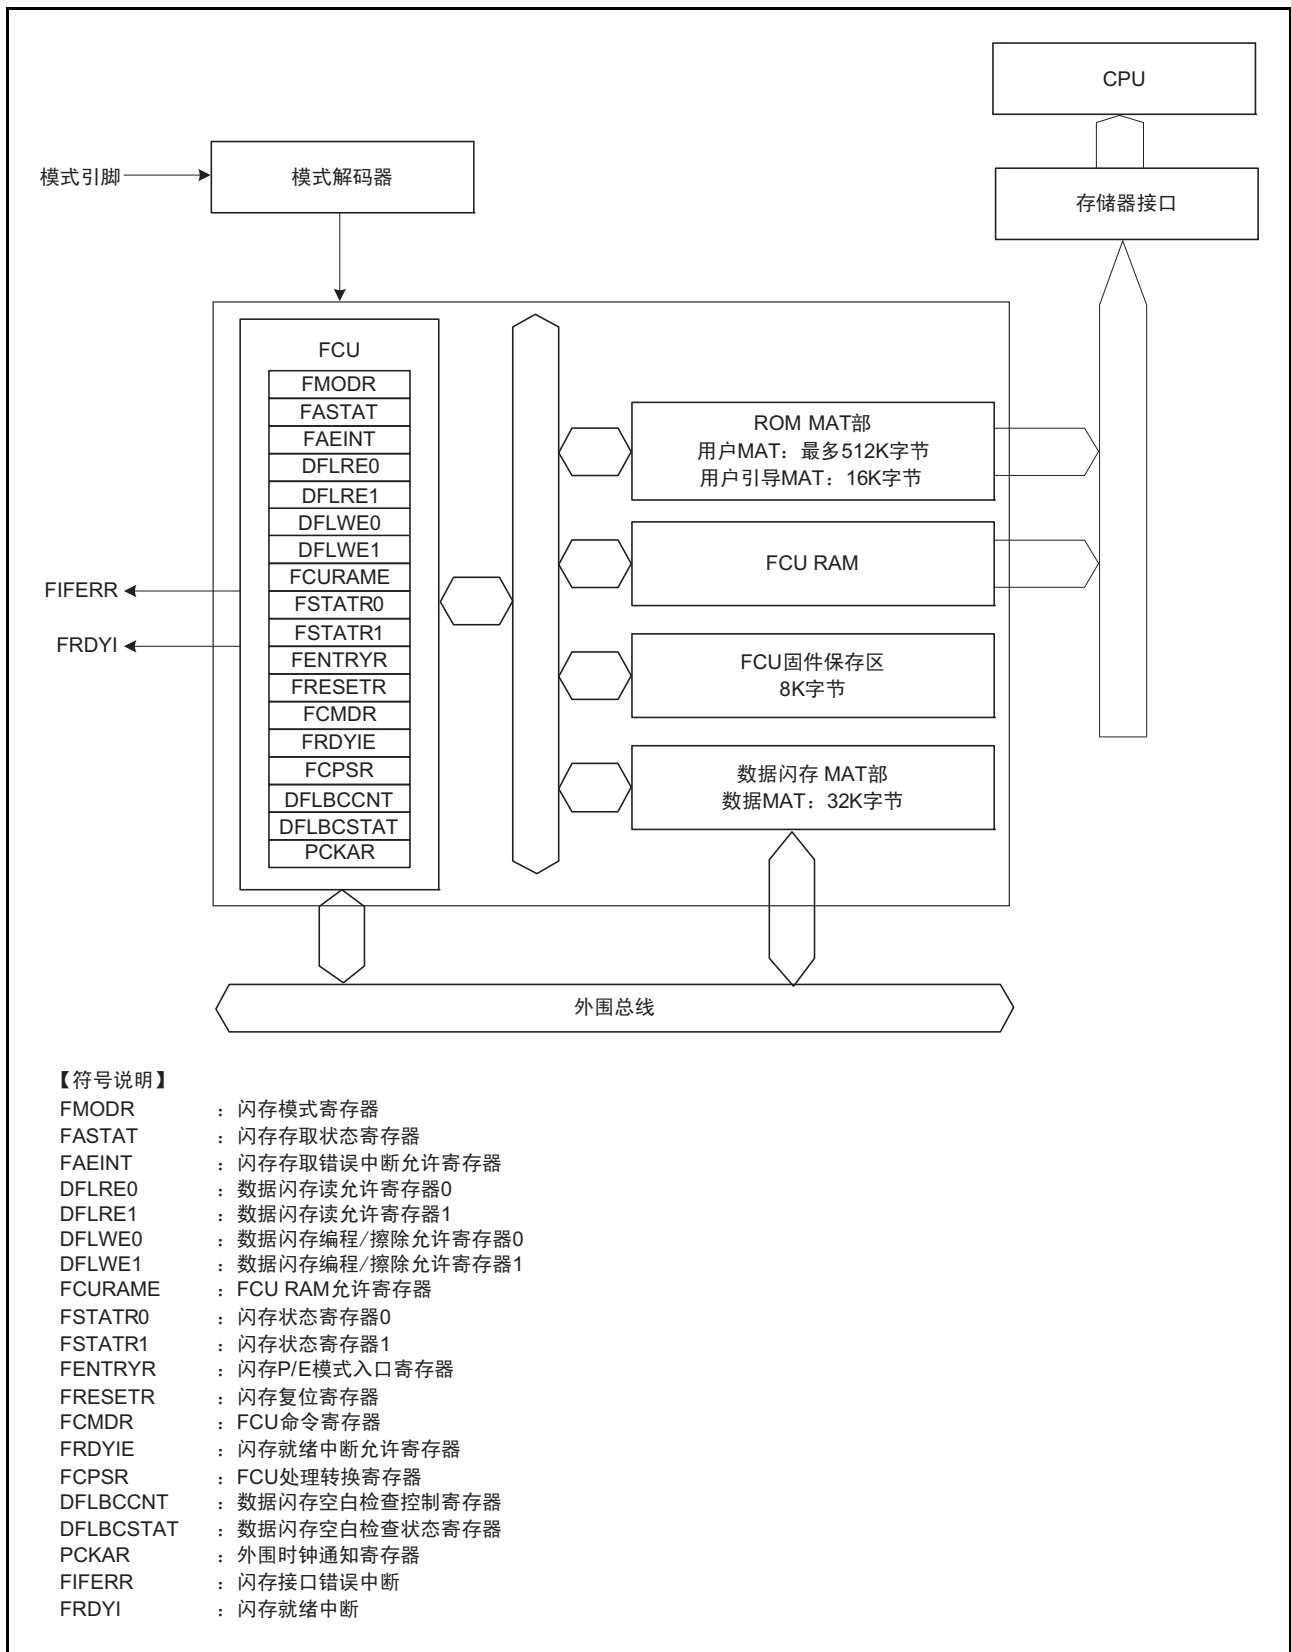 CPU
模式引脚
模式解码器
存储器接口
FCU
FMODR
FASTAT
FAEINT
DFLRE0
DFLRE1
DFLWE0
DFLWE1
FCURAME
FSTATR0
FSTATR1
FENTRYR
FRESETR
FCMDR
FRDYIE
FCPSR
DFLBCCNT
DFLBCSTAT
PCKAR
FIFERR
FRDYI
ROM MAT部
用户MAT：最多512K字节
用户引导MAT：16K字节
FCU RAM
FCU固件保存区
8K字节
数据闪存 MAT部
数据MAT：32K字节
外围总线
【符号说明】
FMODR ：闪存模式寄存器
FASTAT ：闪存存取状态寄存器
FAEINT ：闪存存取错误中断允许寄存器
DFLRE0 ：数据闪存读允许寄存器0
DFLRE1 ：数据闪存读允许寄存器1
DFLWE0 ：数据闪存编程/擦除允许寄存器0
DFLWE1 ：数据闪存编程/擦除允许寄存器1
FCURAME ：FCU RAM允许寄存器
FSTATR0 ：闪存状态寄存器0
FSTATR1 ：闪存状态寄存器1
FENTRYR ：闪存P/E模式入口寄存器
FRESETR ：闪存复位寄存器
FCMDR ：FCU命令寄存器
FRDYIE ：闪存就绪中断允许寄存器
FCPSR ：FCU处理转换寄存器
DFLBCCNT ：数据闪存空白检查控制寄存器
DFLBCSTAT ：数据闪存空白检查状态寄存器
PCKAR ：外围时钟通知寄存器
FIFERR ：闪存接口错误中断
FRDYI ：闪存就绪中断